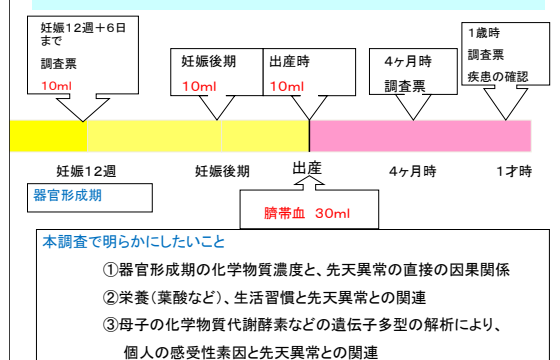 妊娠12週+6日
まで
調査票
10ml
妊娠後期
10ml
出産時
10ml
4ヶ月時
調査票
1歳時
調査票
疾患の確認
妊娠12週
妊娠後期
出産
4ヶ月時
1才時
器官形成期
臍帯血 30ml
本調査で明らかにしたいこと
①器官形成期の化学物質濃度と、先天異常の直接の因果関係
②栄養(葉酸など)、生活習慣と先天異常との関連
③母子の化学物質代謝酵素などの遺伝子多型の解析により、
個人の感受性素因と先天異常との関連